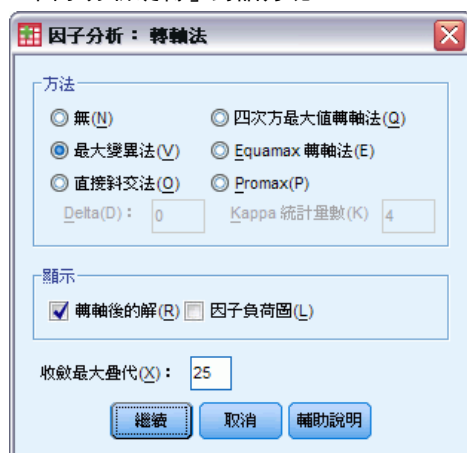 因子分析：轉軸法
方法
無(N) 四次方最大值轉軸法(Q)
最大變異法(V) Equamax 轉軸法(E)
直接斜交法(O) Promax(P)
Delta(D)： 0 Kappa 統計量數(K) 4
顯示
轉軸後的解(R) 因子負荷圖(L)
收斂最大疊代(X)： 25
繼續 取消 輔助說明